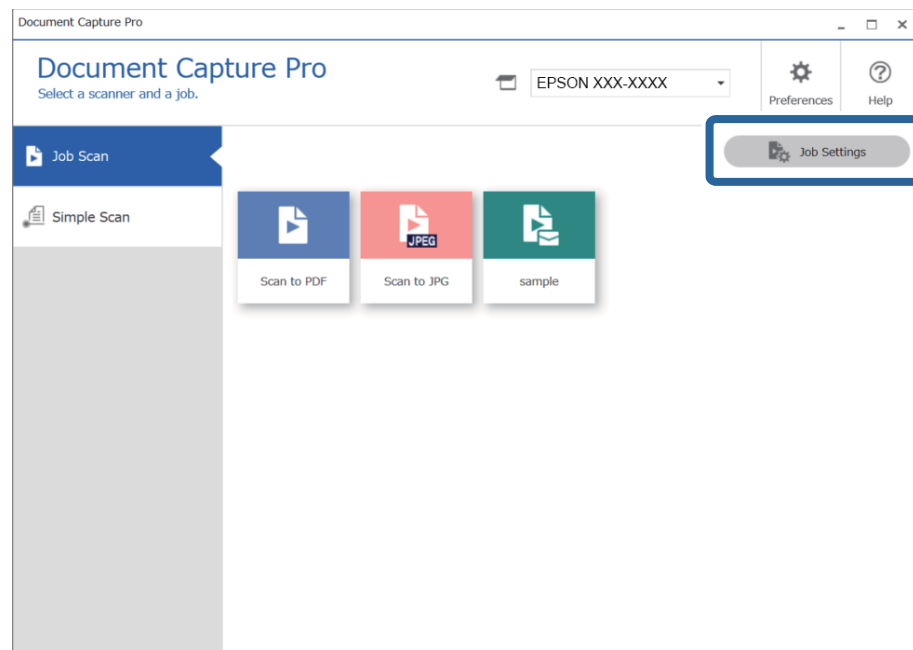 Document Capture Pro
Document Capture Pro
Select a scanner and a job.
EPSON XXX-XXXX
Preferences
Help
Job Scan
Job Settings
Simple Scan
JPEG
Scan to PDF
Scan to JPG
sample